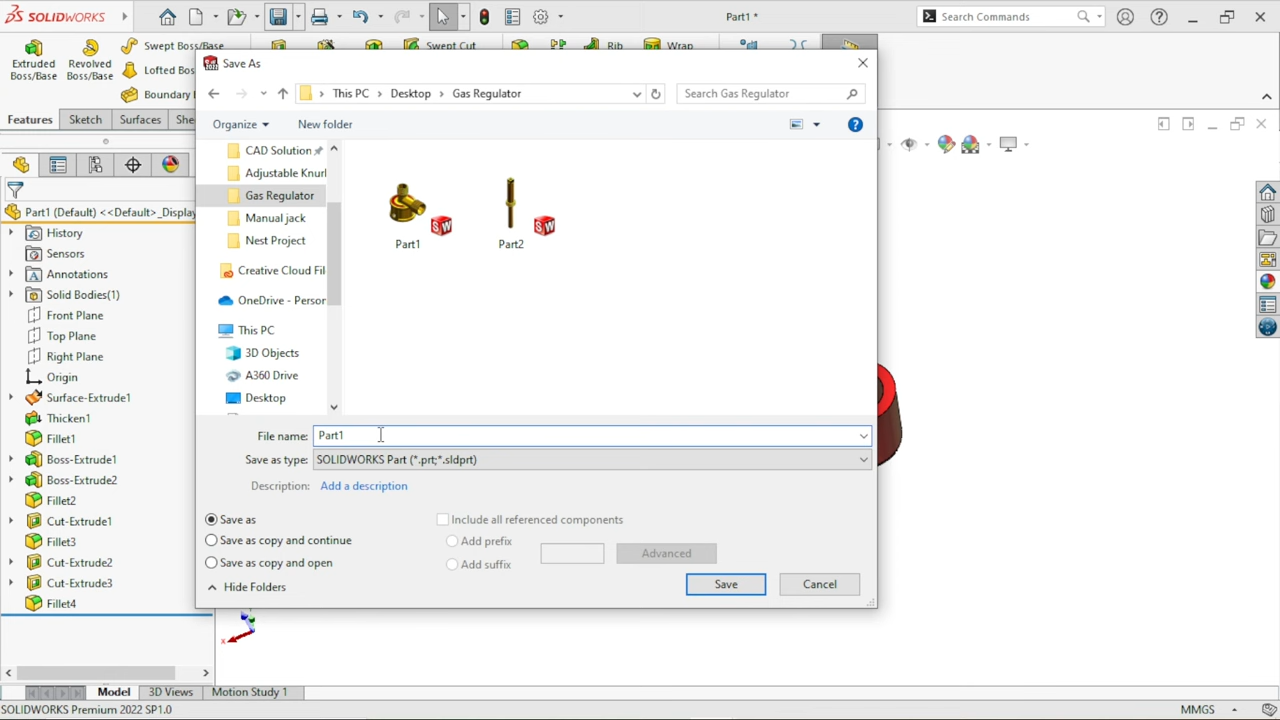 SOLIDWORKS
Part1 *
Search Commands
Extruded Boss/Base
Revolved Boss/Base
Swept Boss/Base
Lofted Bos
Boundary
Swept Cut
Rib
Wrap
Features
Sketch
Surfaces
She
Save As
This PC > Desktop > Gas Regulator
Search Gas Regulator
Organize
New folder
CAD Solution
Adjustable Knurl
Gas Regulator
Manual jack
Nest Project
Creative Cloud Fil
OneDrive - Person
This PC
3D Objects
A360 Drive
Desktop
Part1
Part2
File name: Part1
Save as type: SOLIDWORKS Part (*.prt;*.sldprt)
Description: Add a description
Save as
Save as copy and continue
Save as copy and open
Include all referenced components
Add prefix
Add suffix
Advanced
Hide Folders
Save
Cancel
Part1 (Default) <<Default>_Display
History
Sensors
Annotations
Solid Bodies(1)
Front Plane
Top Plane
Right Plane
Origin
Surface-Extrude1
Thicken1
Fillet1
Boss-Extrude1
Boss-Extrude2
Fillet2
Cut-Extrude1
Fillet3
Cut-Extrude2
Cut-Extrude3
Fillet4
x
Model
3D Views
Motion Study 1
SOLIDWORKS Premium 2022 SP1.0
MMGS